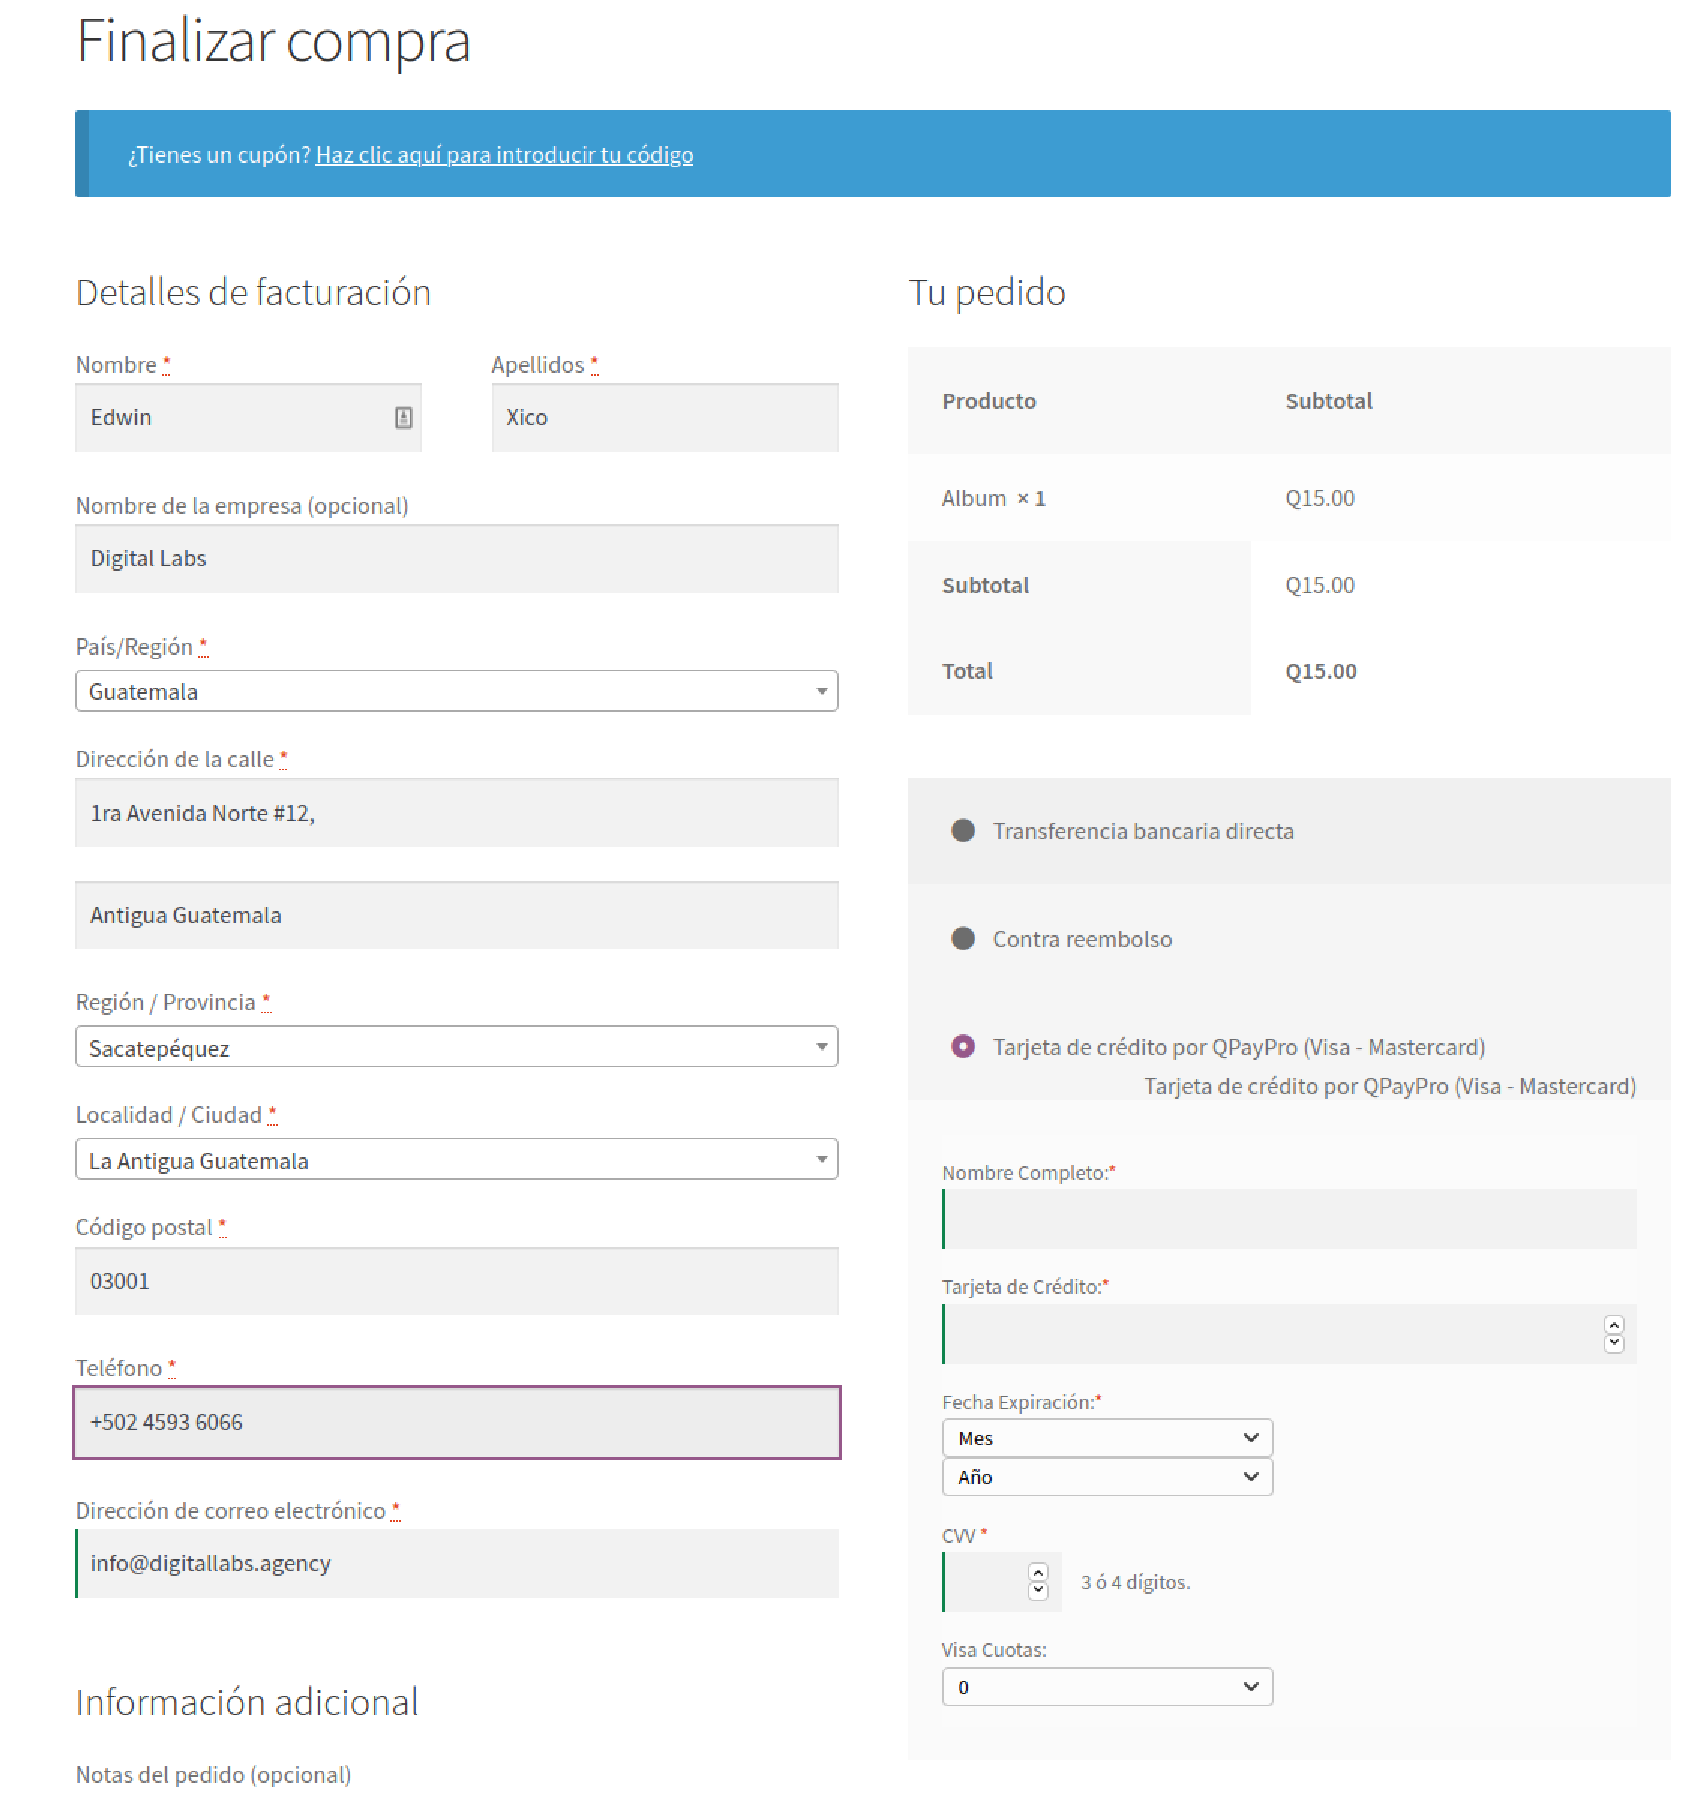 Finalizar compra
¿Tienes un cupón? Haz clic aquí para introducir tu código
Detalles de facturación
Nombre *
Apellidos *
Edwin
Xico
Nombre de la empresa (opcional)
Digital Labs
País/Región *
Guatemala
Dirección de la calle *
1ra Avenida Norte #12,
Antigua Guatemala
Región / Provincia *
Sacatepéquez
Localidad / Ciudad *
La Antigua Guatemala
Código postal *
03001
Teléfono *
+502 4593 6066
Dirección de correo electrónico *
info@digitallabs.agency
Información adicional
Notas del pedido (opcional)
Tu pedido
Producto Subtotal
Album × 1 Q15.00
Subtotal Q15.00
Total Q15.00
Transferencia bancaria directa
Contra reembolso
Tarjeta de crédito por QPayPro (Visa - Mastercard)
Tarjeta de crédito por QPayPro (Visa - Mastercard)
Nombre Completo:*
Tarjeta de Crédito:*
Fecha Expiración:*
Mes
Año
CVV *
3 ó 4 dígitos.
Visa Cuotas:
0